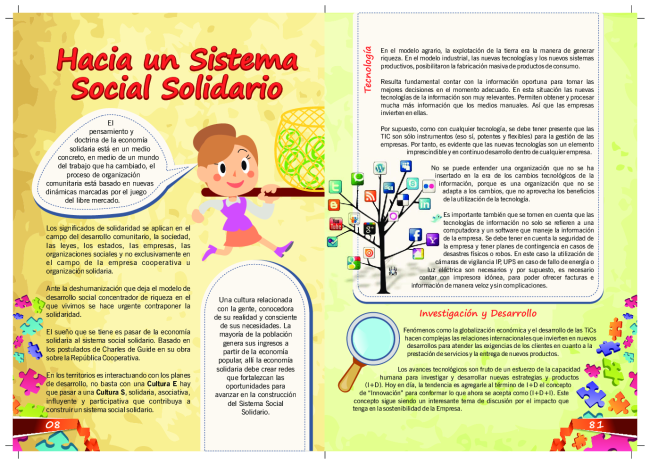 Hacia un Sistema
Social Solidario
El
pensamiento y
doctrina de la economía
solidaria está en un medio
concreto, en medio de un mundo
del trabajo que ha cambiado, el
proceso de organización
comunitaria está basado en nuevas
dinámicas marcadas por el juego
del libre mercado.
Los significados de solidaridad se aplican en el
campo del desarrollo comunitario, la sociedad,
las leyes, los estados, las empresas, las
organizaciones sociales y no exclusivamente en
el campo de la empresa cooperativa u
organización solidaria.
Ante la deshumanización que deja el modelo de
desarrollo social concentrador de riqueza en el
que vivimos se hace urgente contraponer la
solidaridad.
El sueño que se tiene es pasar de la economía
solidaria al sistema social solidario. Basado en
los postulados de Charles de Guide en su obra
sobre la República Cooperativa.
En los territorios es interactuando con los planes
de desarrollo, no basta con una Cultura E hay
que pasar a una Cultura S, solidaria, asociativa,
influyente y participativa que contribuya a
construir un sistema social solidario.
Una cultura relacionada
con la gente, conocedora
de su realidad y consciente
de sus necesidades. La
mayoría de la población
genera sus ingresos a
partir de la economía
popular, allí la economía
solidaria debe crear redes
que fortalezcan las
oportunidades para
avanzar en la construcción
del Sistema Social
Solidario.
08
Tecnología
En el modelo agrario, la explotación de la tierra era la manera de generar
riqueza. En el modelo industrial, las nuevas tecnologías y los nuevos sistemas
productivos, posibilitaron la fabricación masiva de productos de consumo.
Resulta fundamental contar con la información oportuna para tomar las
mejores decisiones en el momento adecuado. En esta situación las nuevas
tecnologías de la información son muy relevantes. Permiten obtener y procesar
mucha más información que los medios manuales. Así que las empresas
invierten en ellas.
Por supuesto, como con cualquier tecnología, se debe tener presente que las
TIC son sólo instrumentos (eso sí, potentes y flexibles) para la gestión de las
empresas. Por tanto, es evidente que las nuevas tecnologías son un elemento
imprescindible y en continuo desarrollo dentro de cualquier empresa.
No se puede entender una organización que no se ha
insertado en la era de los cambios tecnológicos de la
información, porque es una organización que no se
adapta a los cambios, que no aprovecha los beneficios
de la utilización de la tecnología.
Es importante también que se tomen en cuenta que las
tecnologías de información no solo se refieren a una
computadora y un software que maneje la información
de la empresa. Se debe tener en cuenta la seguridad de
la empresa y tener planes de contingencia en casos de
desastres físicos o robos. En este caso la utilización de
cámaras de vigilancia IP, UPS en caso de fallo de energía o
luz eléctrica son necesarios y por supuesto, es necesario
contar con impresora idónea, para poder ofrecer facturas e
información de manera veloz y sin complicaciones.
Investigación y Desarrollo
Fenómenos como la globalización económica y el desarrollo de las TICs
hacen complejas las relaciones internacionales que invierten en nuevos
desarrollos para atender las exigencias de los clientes en cuanto a la
prestación de servicios y la entrega de nuevos productos.
Los avances tecnológicos son fruto de un esfuerzo de la capacidad
humana para investigar y desarrollar nuevas estrategias y productos
(I+D). Hoy en día, la tendencia es agregarle al término de I+D el concepto
de "Innovación" para conformar lo que ahora se acepta como (I+D+I). Este
concepto sigue siendo un interesante tema de discusión por el impacto que
tenga en la sostenibilidad de la Empresa.
81